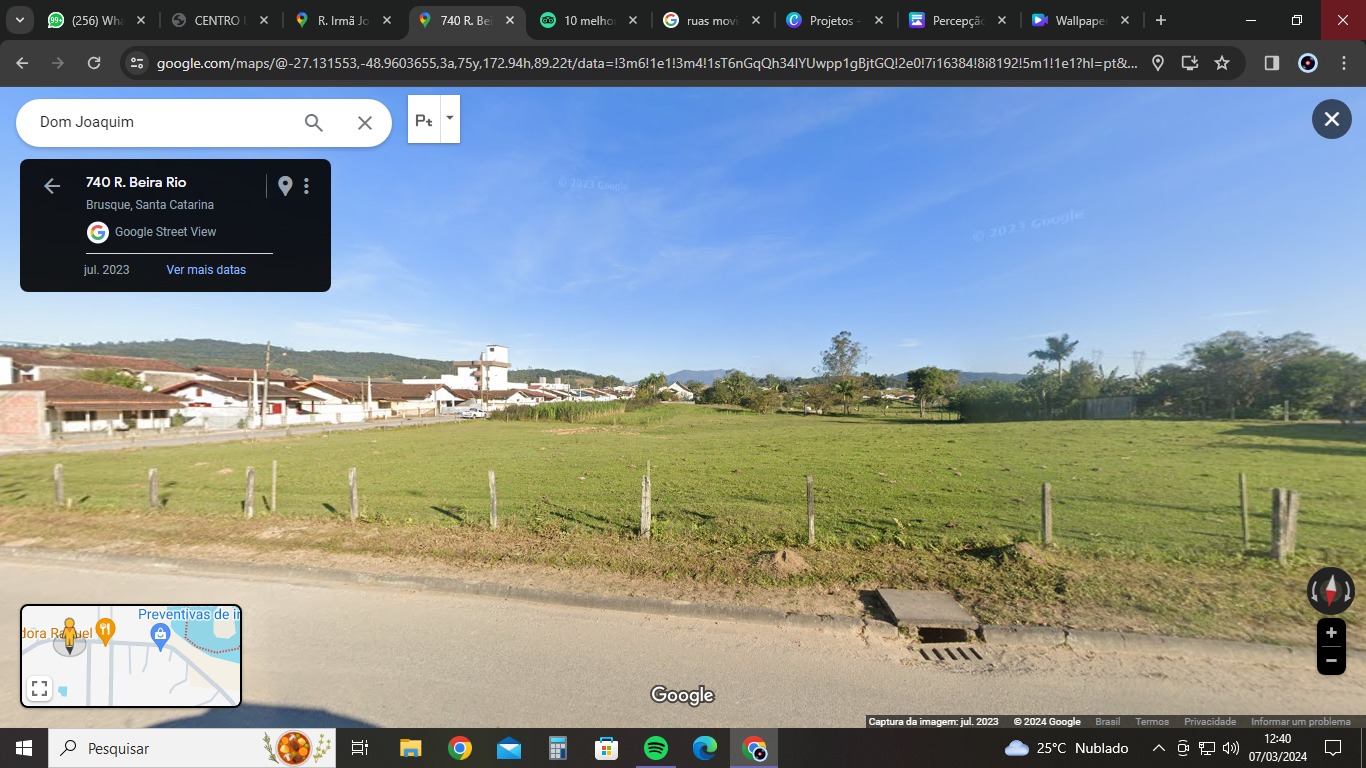 (256) Wha
CENTRO U
R. Irmã Jo
740 R. Bei
10 melho
ruas movi
Projetos -
Percepçã
Wallpape
google.com/maps/@-27.131553,-48.9603655,3a,75y,172.94h,89.22t/data=!3m6!1e1!3m4!1sT6nGqQh34lYUwpp1gBjtGQ!2e0!7i16384!8i8192!5m1!1e1?hl=pt&...
Dom Joaquim
Pt
740 R. Beira Rio
Brusque, Santa Catarina
Google Street View
jul. 2023
Ver mais datas
© 2023 Google
© 2023 Google
Preventivas de i
dora Raquel
Google
Captura da imagem: jul. 2023
© 2024 Google
Brasil
Termos
Privacidade
Informar um problema
Pesquisar
25°C Nublado
12:40
07/03/2024